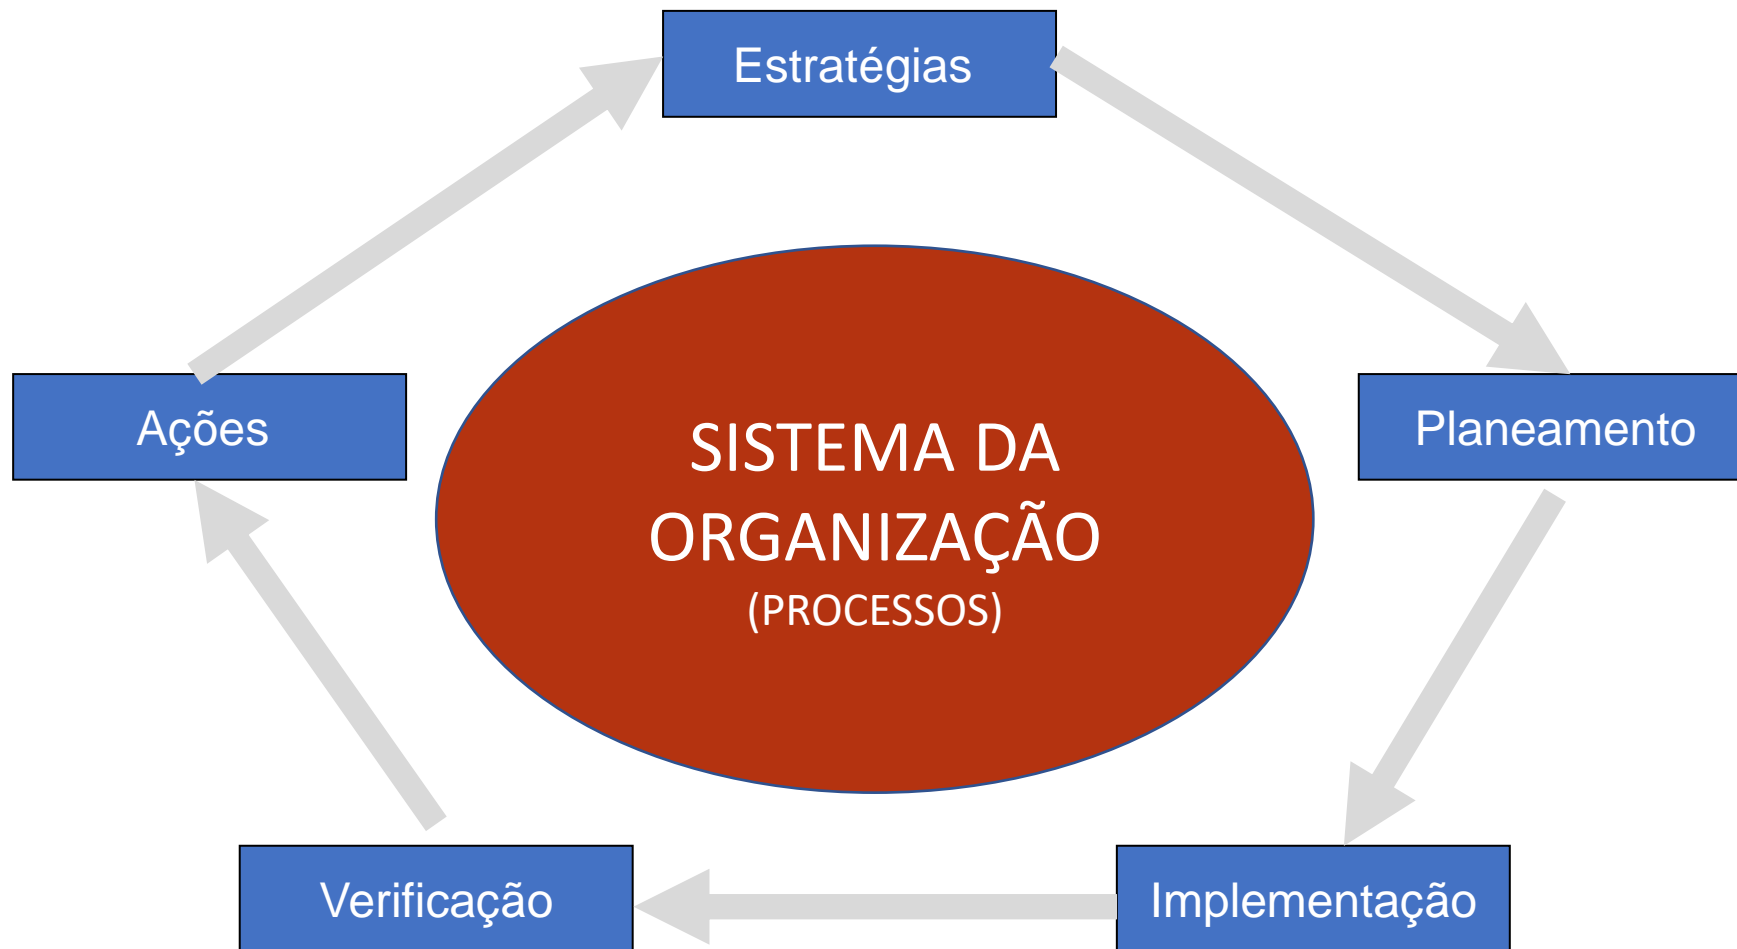 Estratégias
Ações
Planeamento
SISTEMA DA
ORGANIZAÇÃO
(PROCESSOS)
Verificação
Implementação